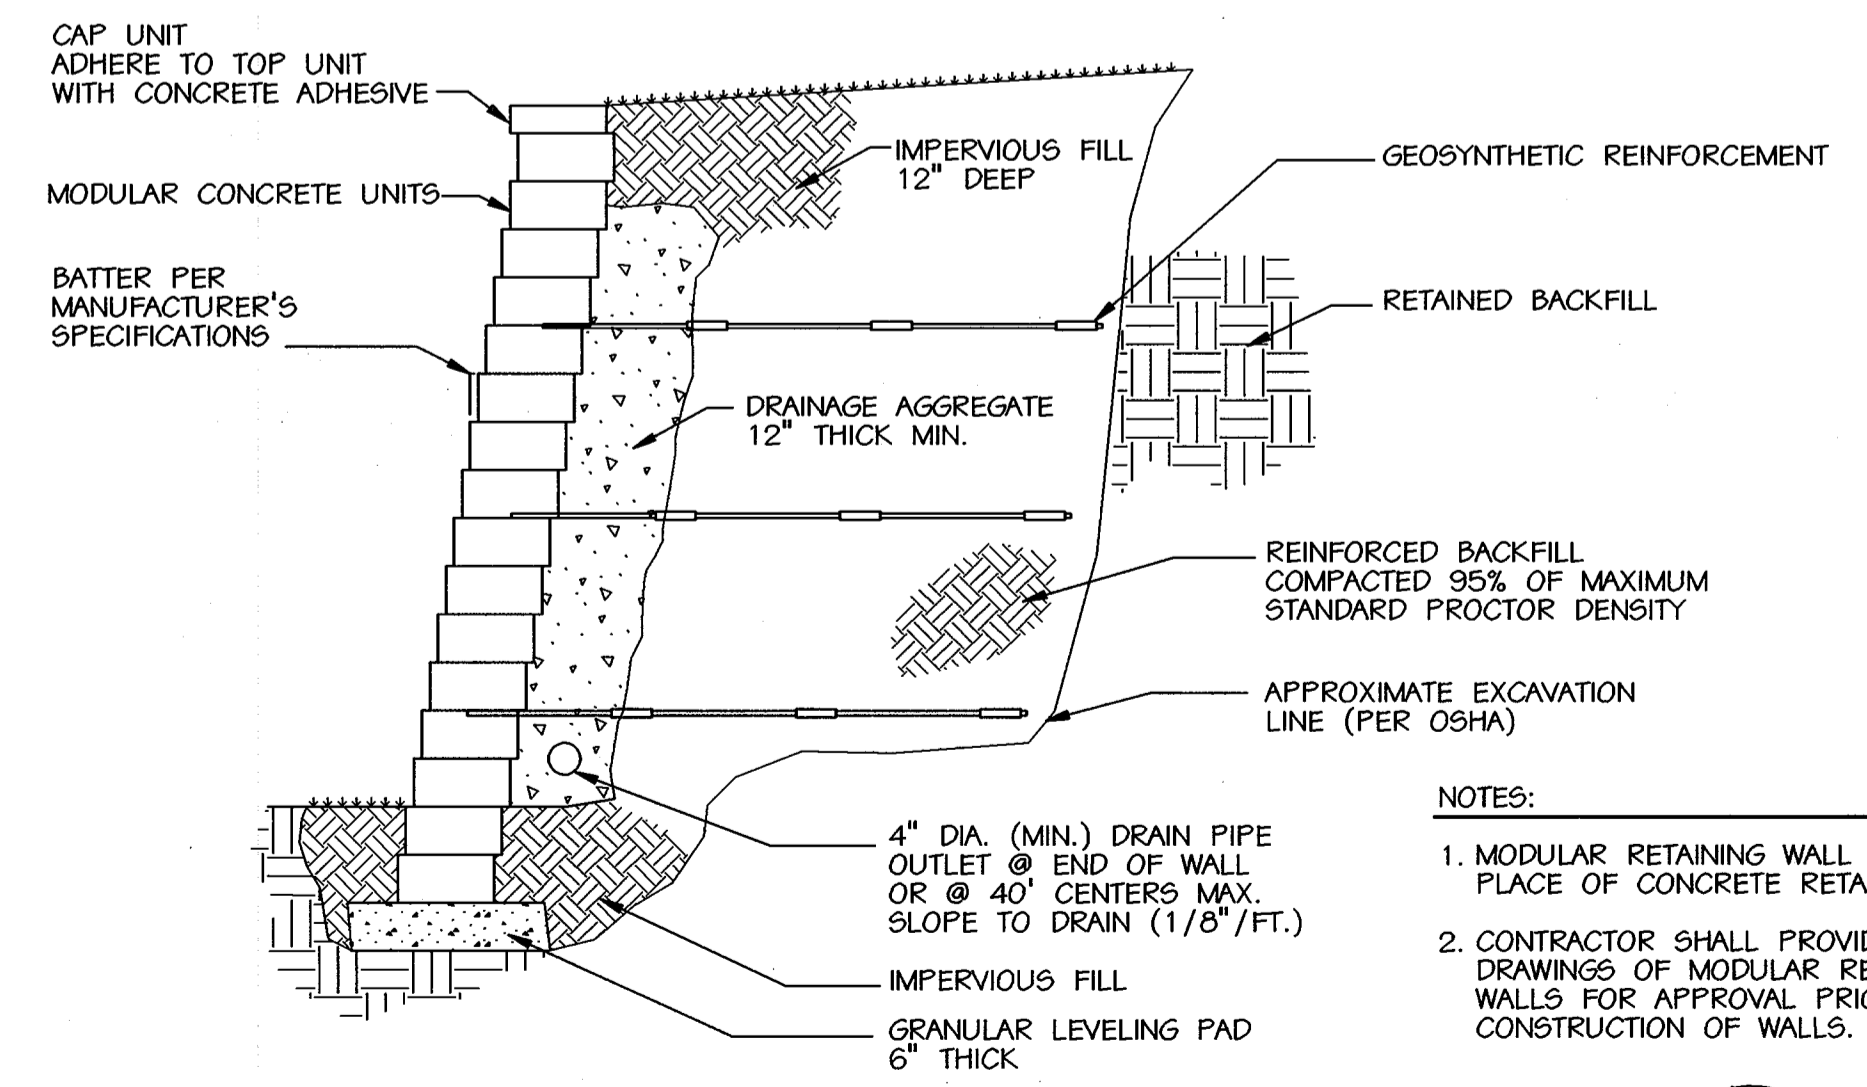 CAP UNIT
ADHERE TO TOP UNIT
WITH CONCRETE ADHESIVE
MODULAR CONCRETE UNITS
BATTER PER
MANUFACTURER'S
SPECIFICATIONS
IMPERVIOUS FILL
12" DEEP
GEOSYNTHETIC REINFORCEMENT
RETAINED BACKFILL
DRAINAGE AGGREGATE
12" THICK MIN.
REINFORCED BACKFILL
COMPACTED 95% OF MAXIMUM
STANDARD PROCTOR DENSITY
APPROXIMATE EXCAVATION
LINE (PER OSHA)
4" DIA. (MIN.) DRAIN PIPE
OUTLET @ END OF WALL
OR @ 40' CENTERS MAX.
SLOPE TO DRAIN (1/8"/FT.)
IMPERVIOUS FILL
GRANULAR LEVELING PAD
6" THICK
NOTES:
1. MODULAR RETAINING WALL
PLACE OF CONCRETE RETA
2. CONTRACTOR SHALL PROVID
DRAWINGS OF MODULAR RE
WALLS FOR APPROVAL PRIO
CONSTRUCTION OF WALLS.